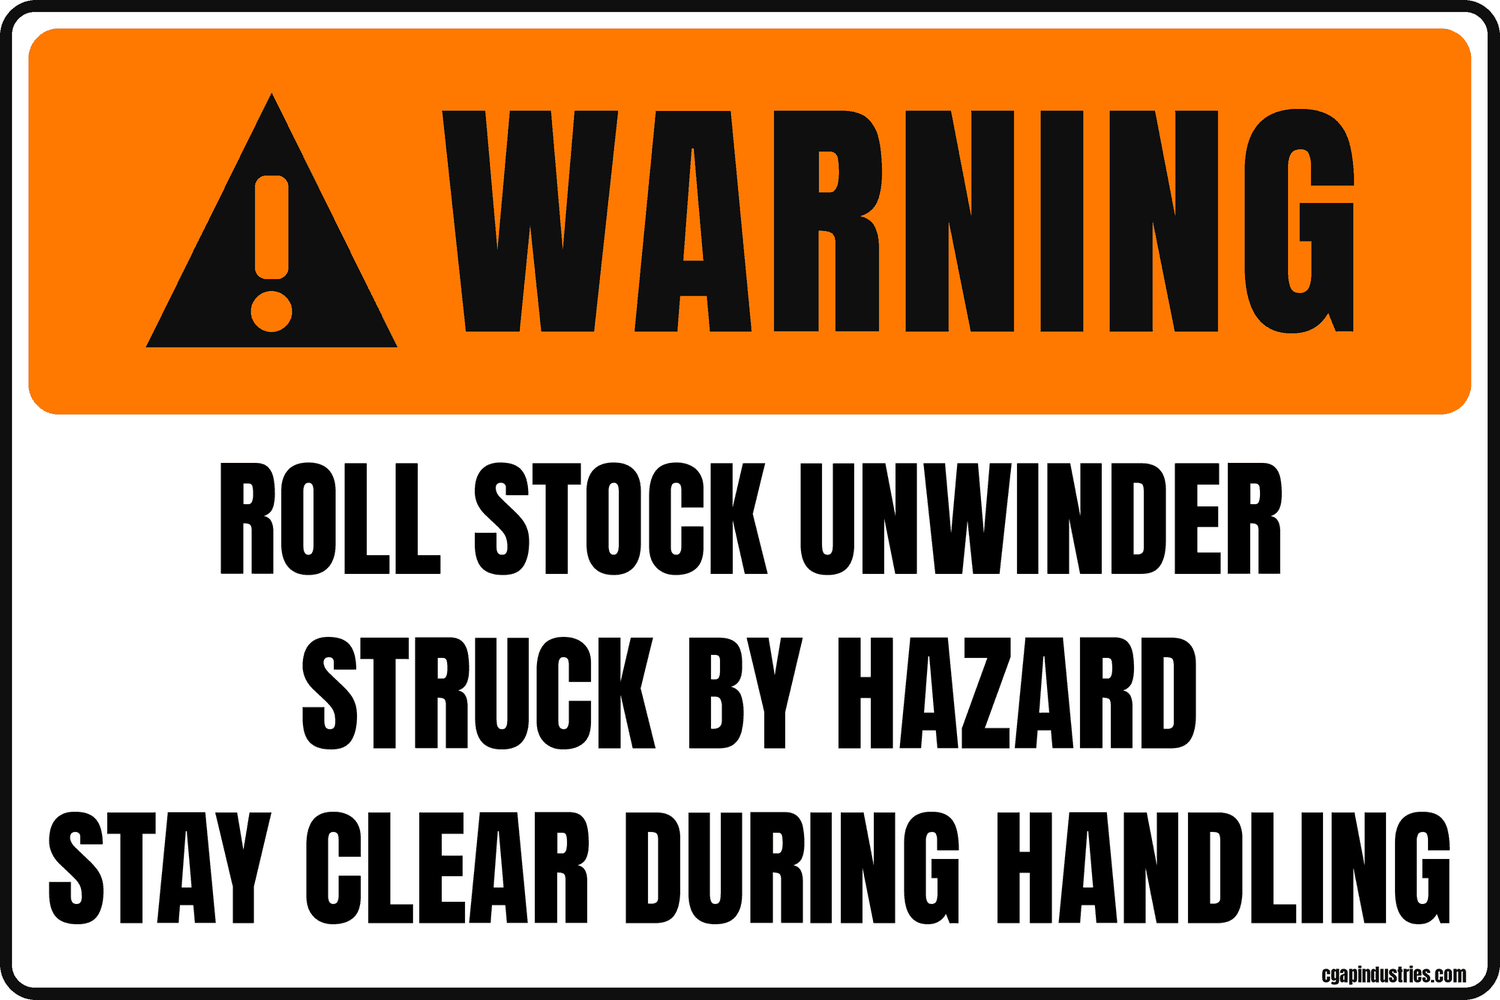 WARNING
ROLL STOCK UNWINDER
STRUCK BY HAZARD
STAY CLEAR DURING HANDLING
cgapindustries.com